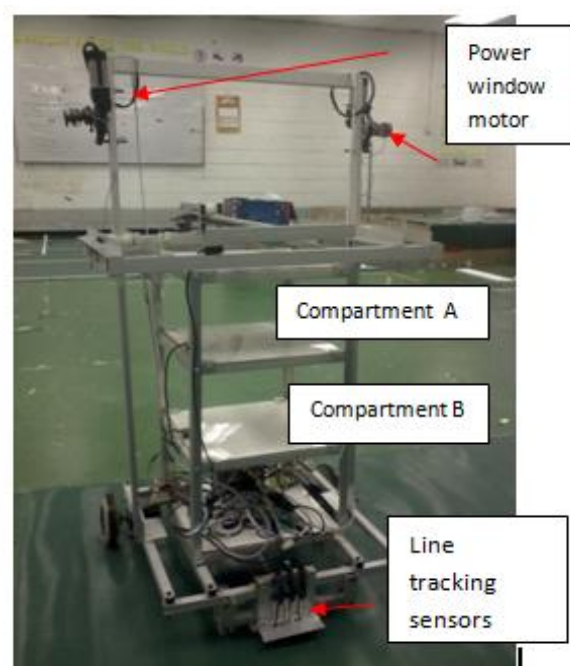 Power
window
motor
Compartment A
Compartment B
Line
tracking
sensors